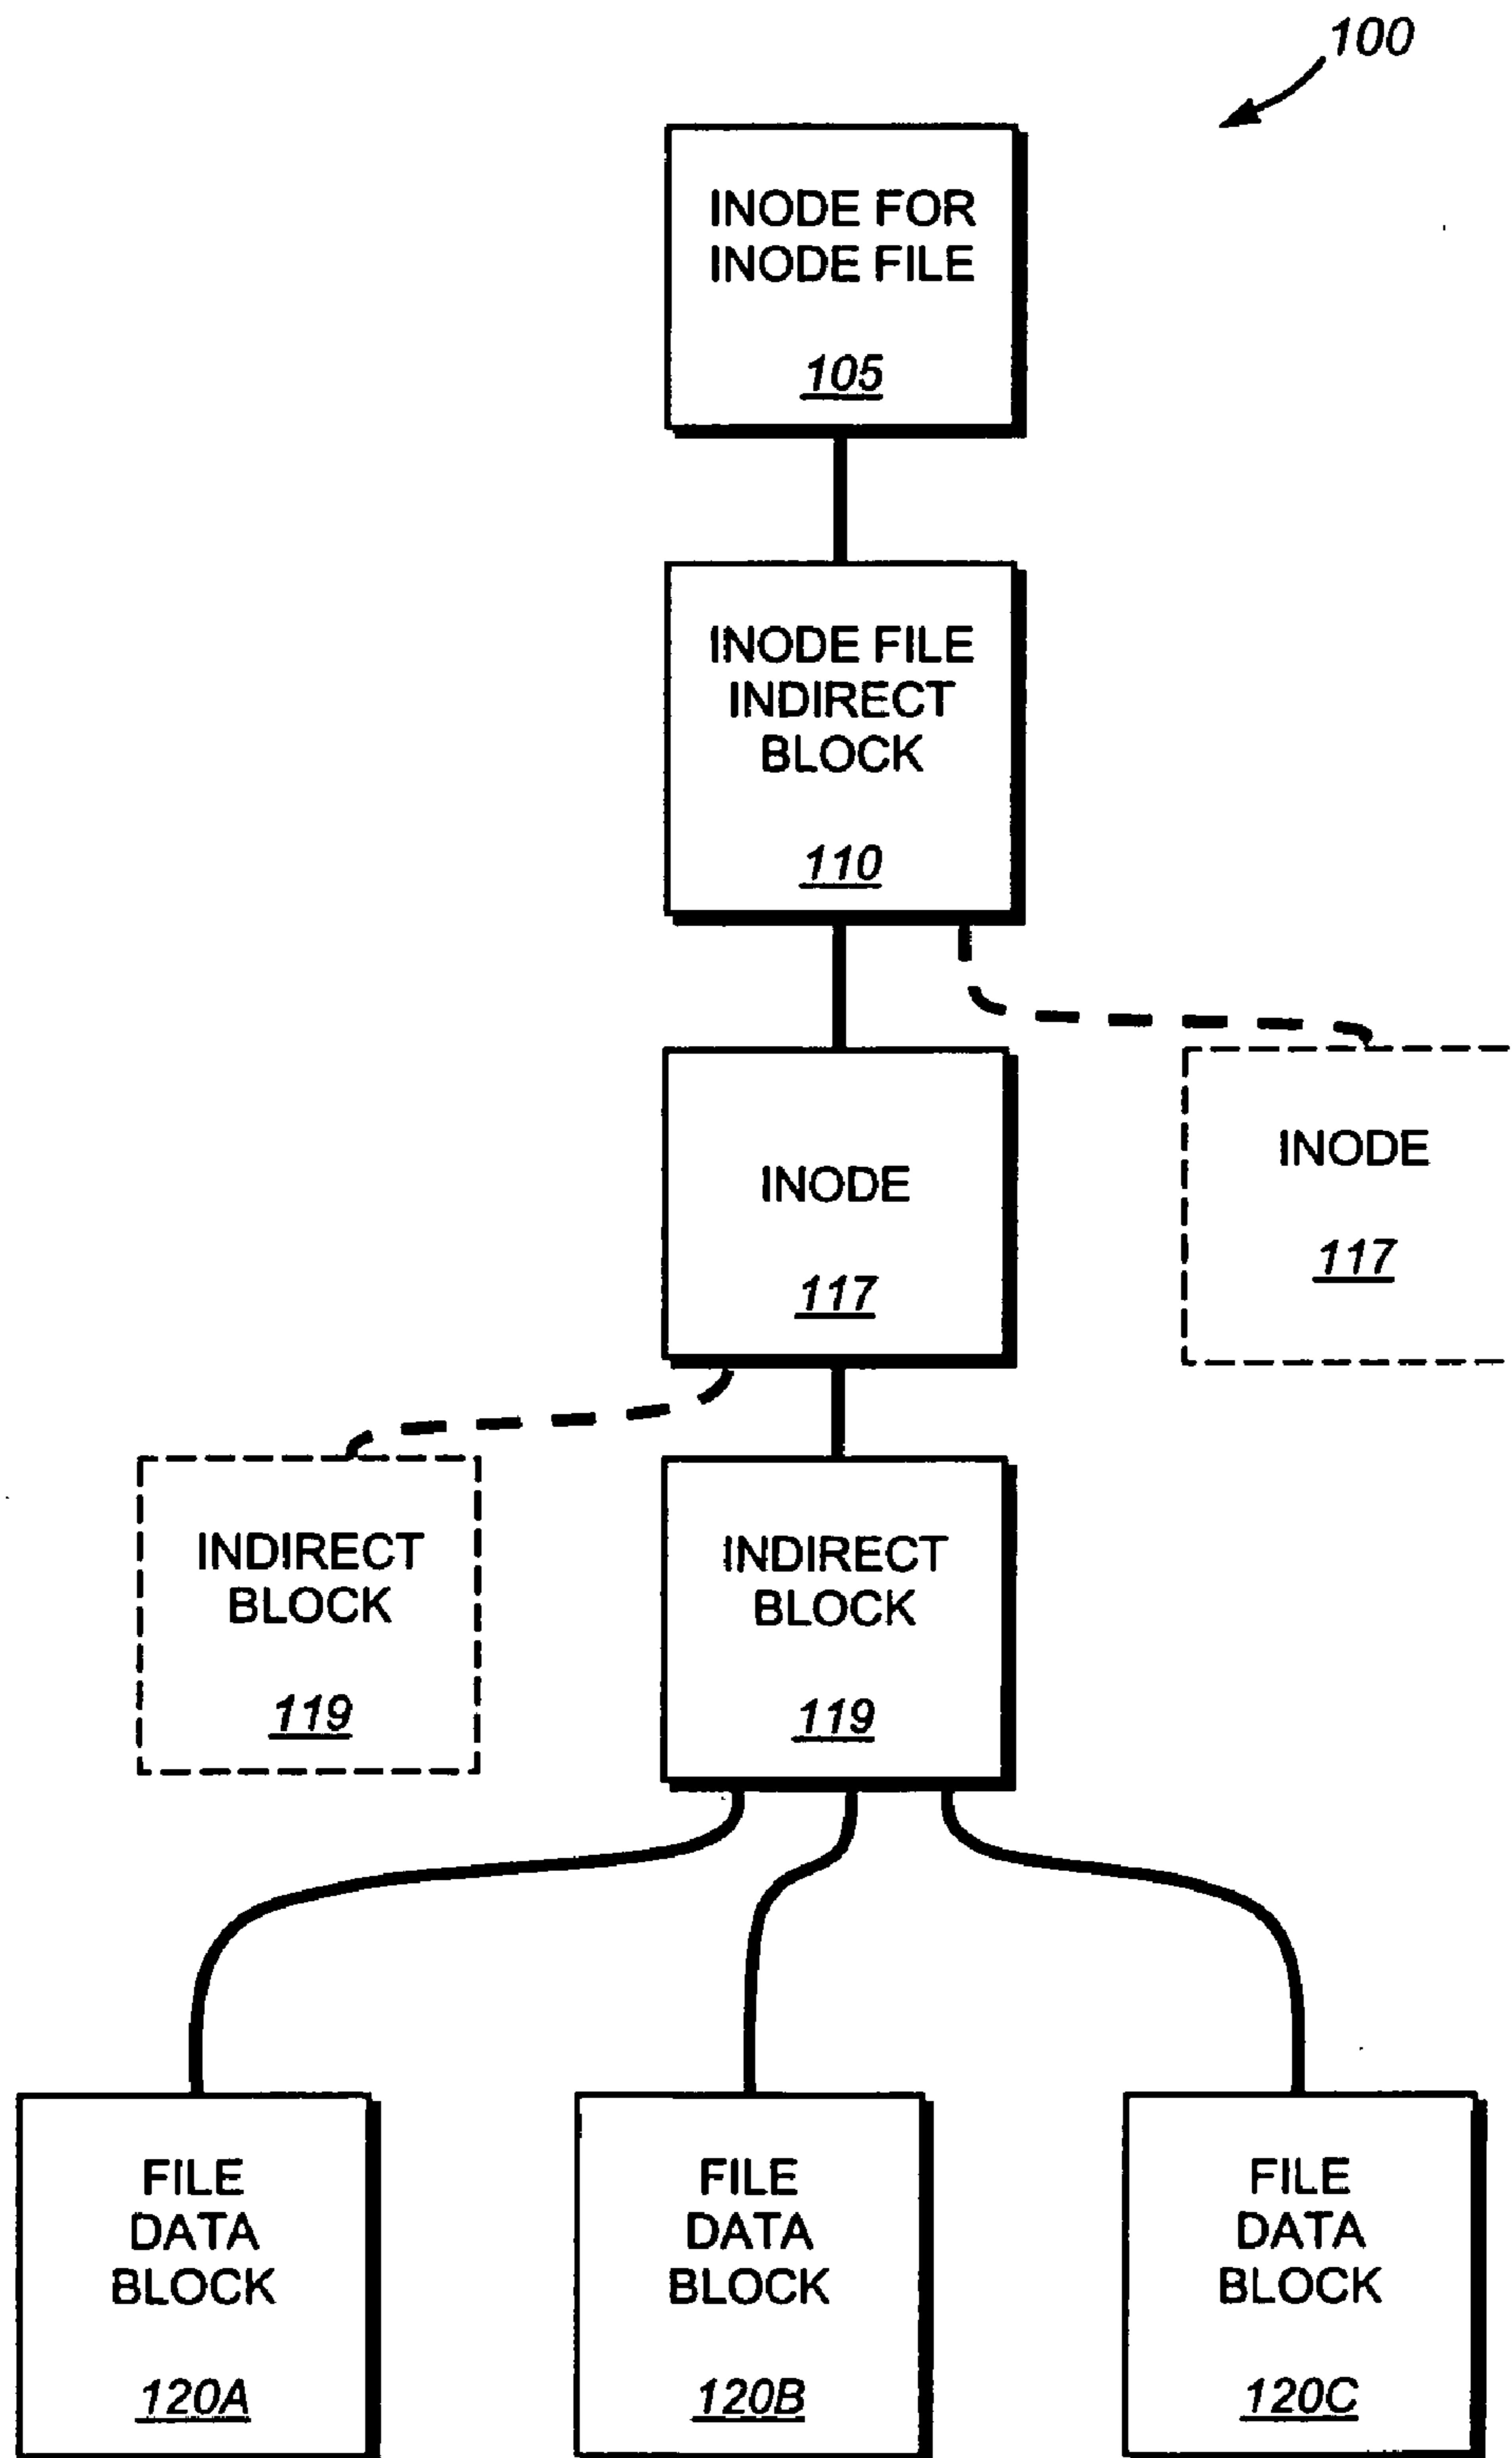 100
INODE FOR
INODE FILE
105
INODE FILE
INDIRECT
BLOCK
110
INODE
117
INODE
117
INDIRECT
BLOCK
119
INDIRECT
BLOCK
119
FILE
DATA
BLOCK
120A
FILE
DATA
BLOCK
120B
FILE
DATA
BLOCK
120C